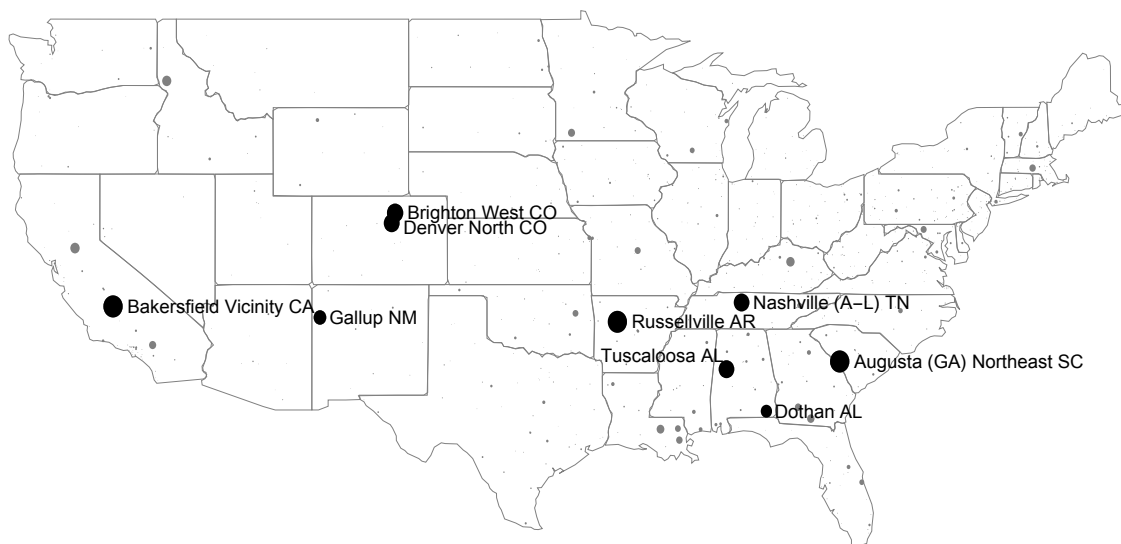 Brighton West CO
Denver North CO
Bakersfield Vicinity CA
Gallup NM
Nashville (A–L) TN
Russellville AR
Tuscaloosa AL
Augusta (GA) Northeast SC
Dothan AL